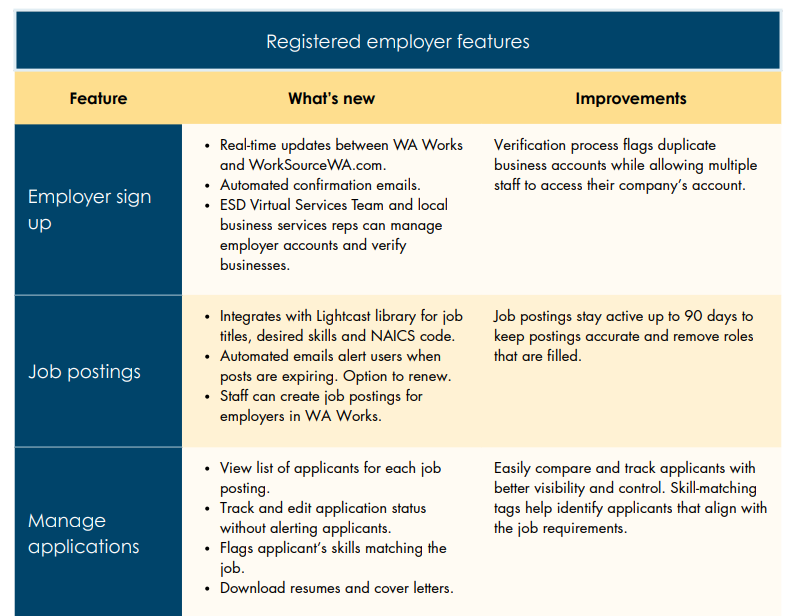 Registered employer features
Feature
What's new
Improvements
Employer sign
up
• Real-time updates between WA Works
and WorkSourceWA.com.
• Automated confirmation emails.
• ESD Virtual Services Team and local
business services reps can manage
employer accounts and verify
businesses.
Verification process flags duplicate
business accounts while allowing multiple
staff to access their company's account.
Job postings
• Integrates with Lightcast library for job
titles, desired skills and NAICS code.
• Automated emails alert users when
posts are expiring. Option to renew.
• Staff can create job postings for
employers in WA Works.
Job postings stay active up to 90 days to
keep postings accurate and remove roles
that are filled.
Manage
applications
• View list of applicants for each job
posting.
• Track and edit application status
without alerting applicants.
• Flags applicant's skills matching the
job.
• Download resumes and cover letters.
Easily compare and track applicants with
better visibility and control. Skill-matching
tags help identify applicants that align with
the job requirements.